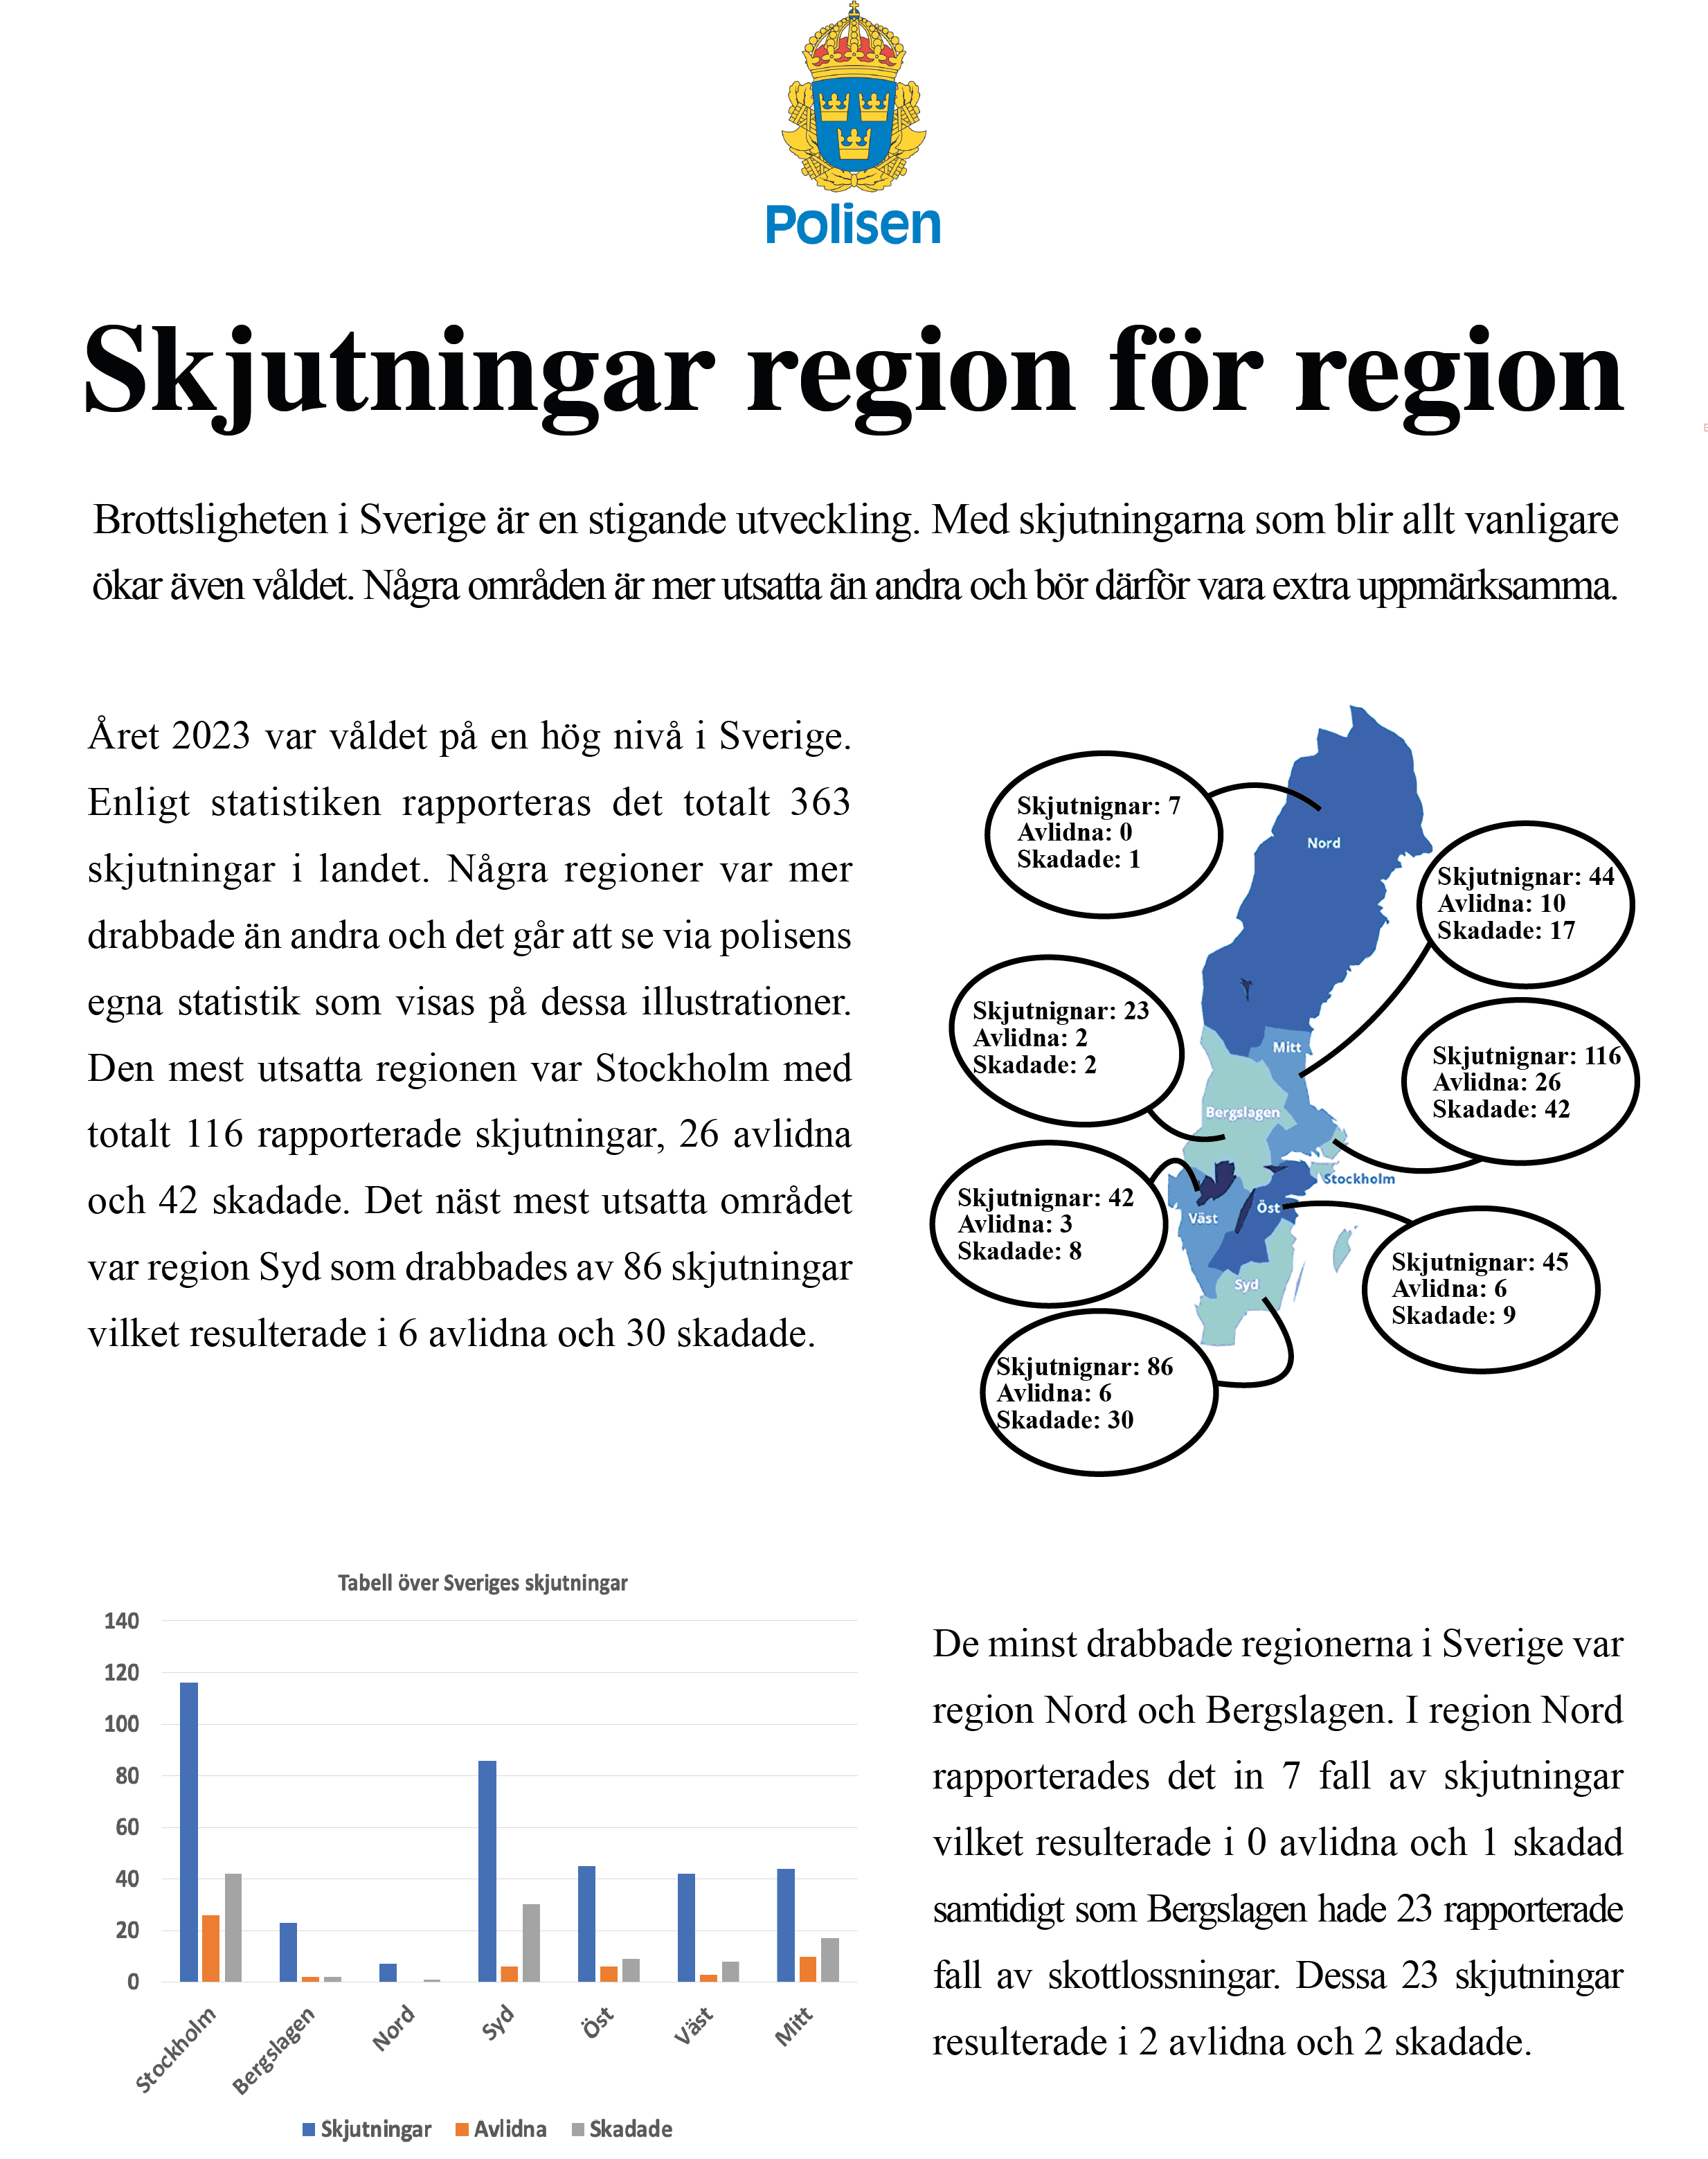 Polisen
Skjutningar region för region
Brottsligheten i Sverige är en stigande utveckling. Med skjutningarna som blir allt vanligare
ökar även våldet. Några områden är mer utsatta än andra och bör därför vara extra uppmärksamma.
Året 2023 var våldet på en hög nivå i Sverige.
Enligt statistiken rapporteras det totalt 363
skjutningar i landet. Några regioner var mer
drabbade än andra och det går att se via polisens
egna statistik som visas på dessa illustrationer.
Den mest utsatta regionen var Stockholm med
totalt 116 rapporterade skjutningar, 26 avlidna
och 42 skadade. Det näst mest utsatta området
var region Syd som drabbades av 86 skjutningar
vilket resulterade i 6 avlidna och 30 skadade.
Skjutnignar: 7
Avlidna: 0
Skadade: 1
Nord
Skjutnignar: 44
Avlidna: 10
Skadade: 17
Skjutnignar: 23
Avlidna: 2
Skadade: 2
Mitt
Skjutnignar: 116
Avlidna: 26
Skadade: 42
Bergslagen
Stockholm
Skjutnignar: 42
Avlidna: 3
Skadade: 8
Väst
Öst
Skjutnignar: 45
Avlidna: 6
Skadade: 9
Syd
Skjutnignar: 86
Avlidna: 6
Skadade: 30
Tabell över Sveriges skjutningar
140
120
100
80
60
40
20
0
Stockholm
Bergslagen
Nord
Syd
Öst
Väst
Mitt
Skjutningar Avlidna Skadade
De minst drabbade regionerna i Sverige var
region Nord och Bergslagen. I region Nord
rapporterades det in 7 fall av skjutningar
vilket resulterade i 0 avlidna och 1 skadad
samtidigt som Bergslagen hade 23 rapporterade
fall av skottlossningar. Dessa 23 skjutningar
resulterade i 2 avlidna och 2 skadade.